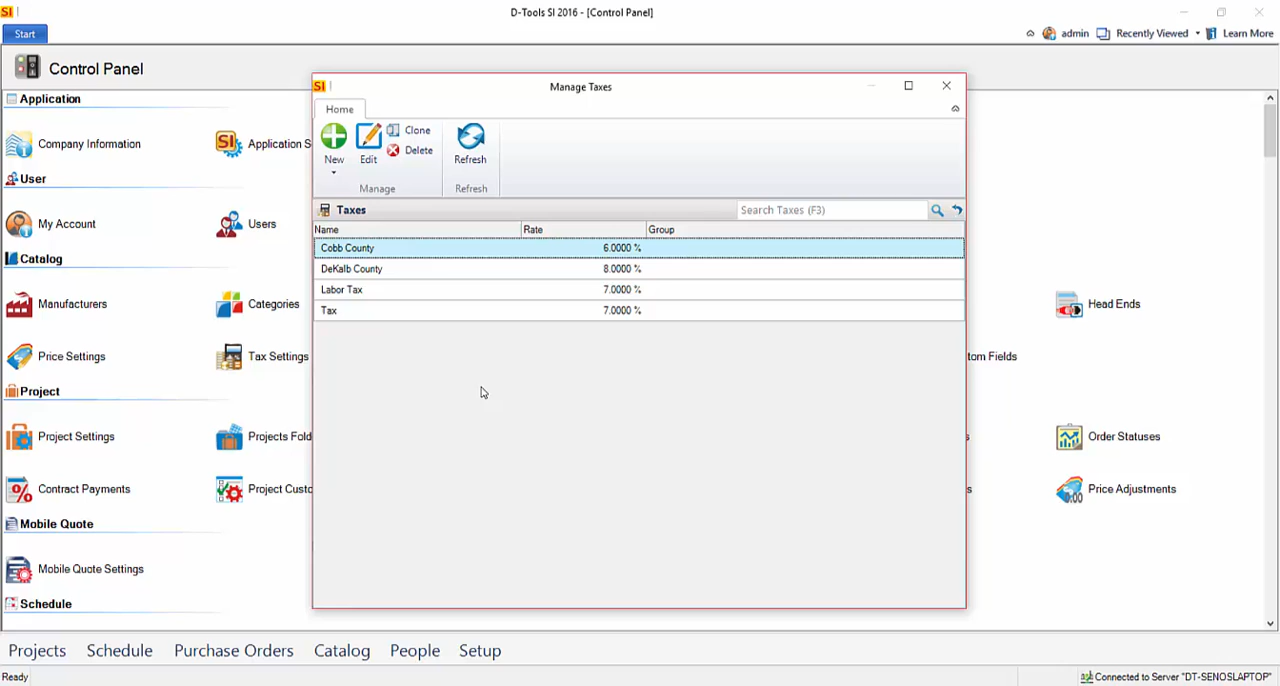 SI
D-Tools SI 2016 - [Control Panel]
Start
admin
Recently Viewed
Learn More
Control Panel
Application
Company Information
SI
Application S
User
My Account
Users
Catalog
Manufacturers
Categories
Head Ends
Price Settings
Tax Settings
tom Fields
Project
Project Settings
Projects Fold
s
Order Statuses
Contract Payments
Project Custo
s
Price Adjustments
Mobile Quote
Mobile Quote Settings
Schedule
SI
Manage Taxes
Home
New
Edit
Clone
Delete
Manage
Refresh
Refresh
Taxes
Search Taxes (F3)
Name Rate Group
Cobb County 6.0000 %
DeKalb County 8.0000 %
Labor Tax 7.0000 %
Tax 7.0000 %
Projects Schedule Purchase Orders Catalog People Setup
Ready
Connected to Server "DT-SENOSLAPTOP"